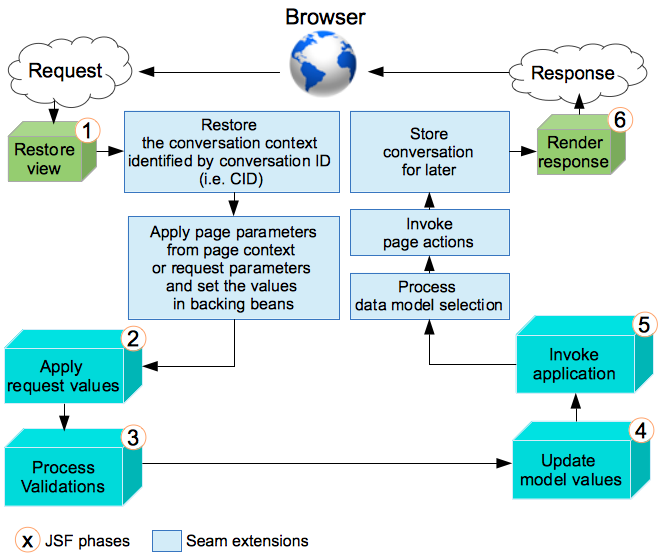 Browser
Request
Response
1
Restore
view
Restore
the conversation context
identified by conversation ID
(i.e. CID)
Store
conversation
for later
6
Render
response
Apply page parameters
from page context
or request parameters
and set the values
in backing beans
Invoke
page actions
Process
data model selection
2
Apply
request values
5
Invoke
application
3
Process
Validations
4
Update
model values
x JSF phases
Seam extensions